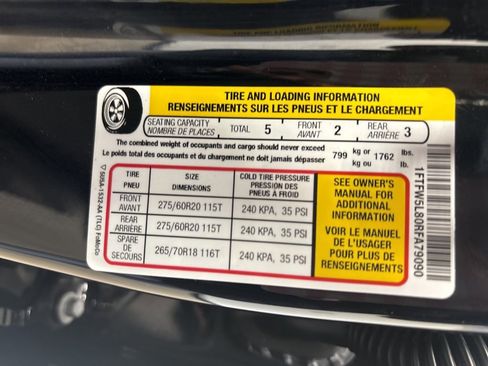 TIRE AND LOADING INFORMATION
RENSEIGNEMENTS SUR LES PNEUS ET LE CHARGEMENT
SEATING CAPACITY
NOMBRE DE PLACES
TOTAL 5
FRONT
AVANT
2
REAR
ARRIÈRE
3
The combined weight of occupants and cargo should never exceed
Le poids total des occupants et du chargement ne doit jamais dépasser
799
kg or
kg ou
1762
lbs.
lb.
TIRE
PNEU
SIZE
DIMENSIONS
COLD TIRE PRESSURE
PRESSION DES
PNEUS À FROID
FRONT
AVANT
275/60R20 115T
240 KPA, 35 PSI
REAR
ARRIÈRE
275/60R20 115T
240 KPA, 35 PSI
SPARE
DE
SECOURS
265/70R18 116T
240 KPA, 35 PSI
SEE OWNER'S
MANUAL FOR
ADDITIONAL
INFORMATION
VOIR LE MANUEL
DE L'USAGER
POUR PLUS DE
RENSEIGNEMENTS
1FTFW5L80RFA79090
505A-1532-AA (TLG) FoMoCo